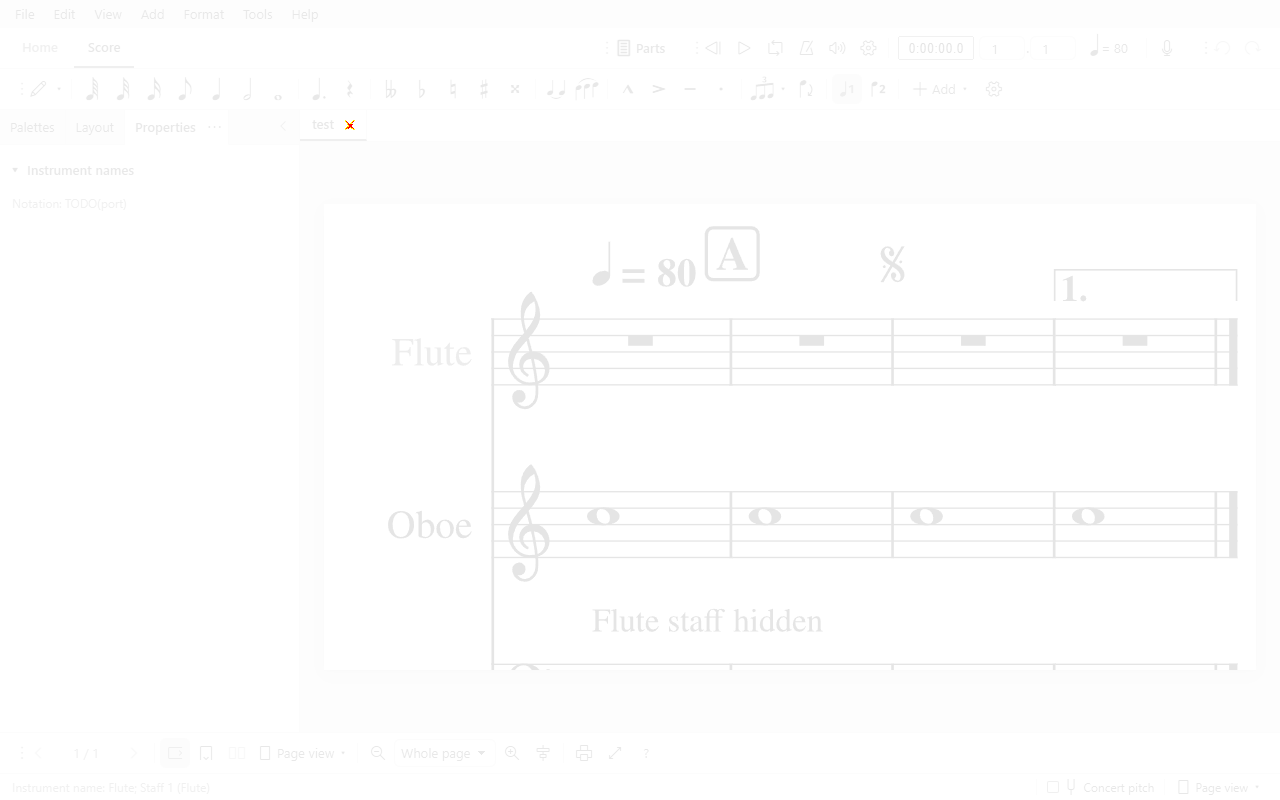 File Edit View Add Format Tools Help
Home Score Parts 0:00:00.0 1 . 1 = 80
Add
Palettes Layout Properties test
Instrument names
Notation: TODO(port)
= 80 A
1.
Flute
Oboe
Flute staff hidden
1 / 1 Page view Whole page ?
Instrument name: Flute; Staff 1 (Flute) Concert pitch Page view